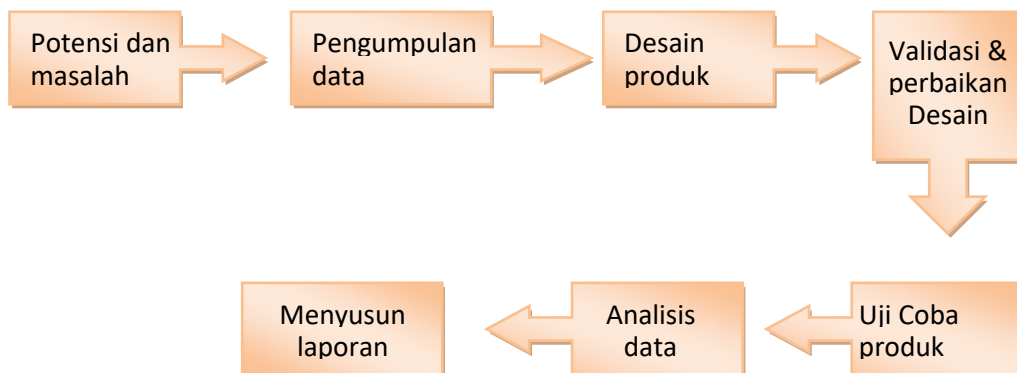 Potensi dan
masalah
Pengumpulan
data
Desain
produk
Validasi &
perbaikan
Desain
Uji Coba
produk
Analisis
data
Menyusun
laporan